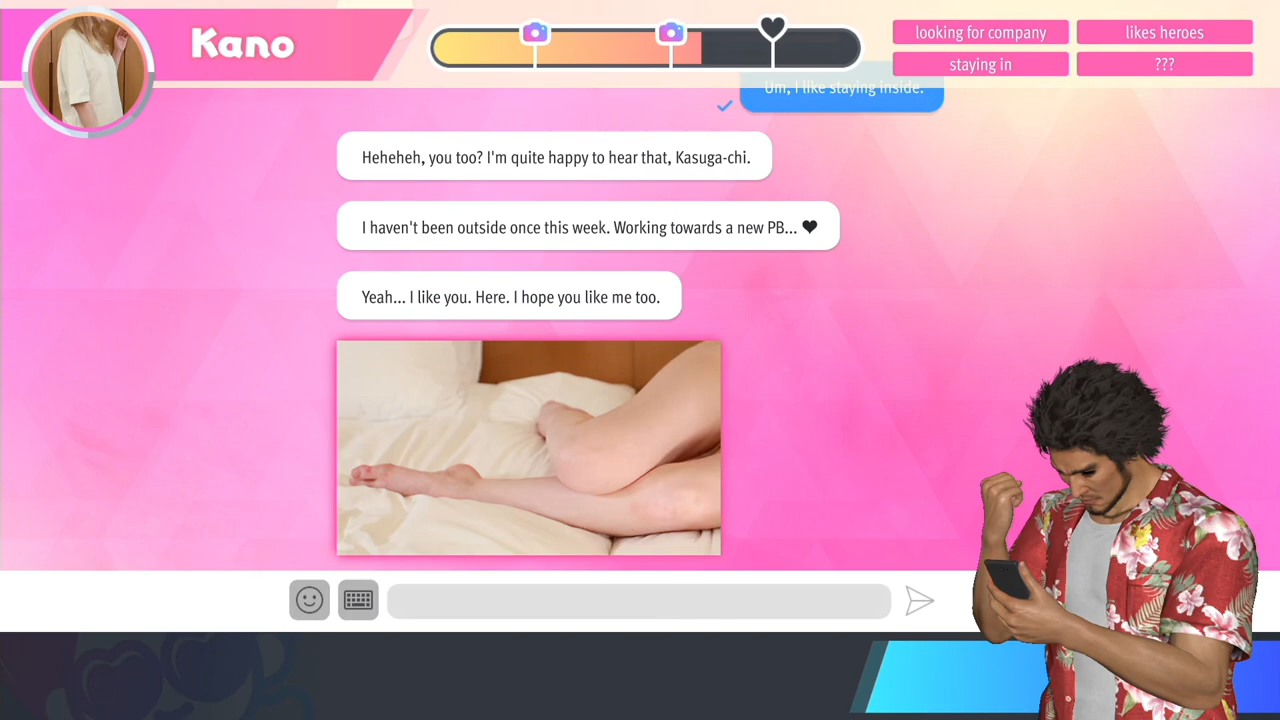 Kano
looking for company
likes heroes
staying in
???
Um, I like staying inside.
Heheheh, you too? I'm quite happy to hear that, Kasuga-chi.
I haven't been outside once this week. Working towards a new PB... ♥
Yeah... I like you. Here. I hope you like me too.